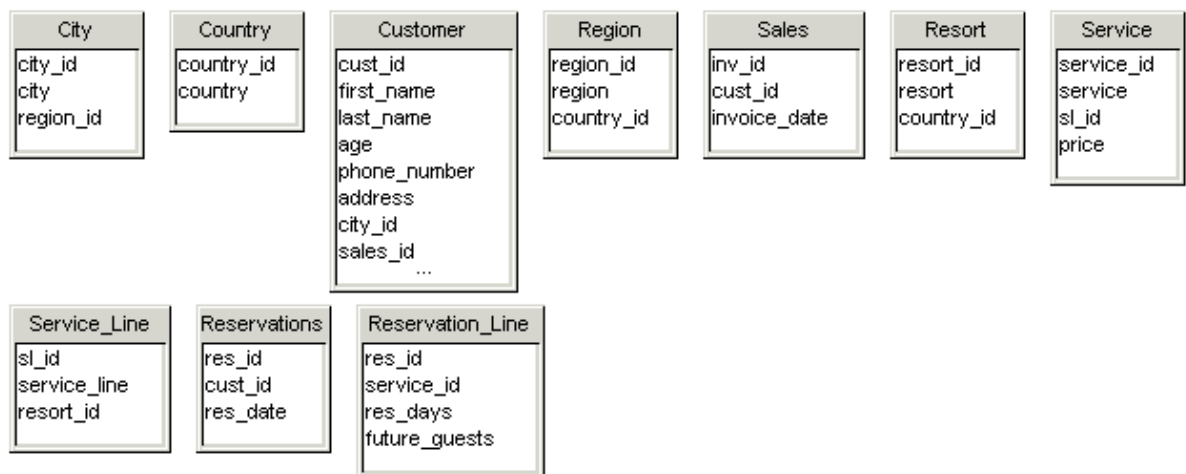 City
city_id
city
region_id
Country
country_id
country
Customer
cust_id
first_name
last_name
age
phone_number
address
city_id
sales_id
...
Region
region_id
region
country_id
Sales
inv_id
cust_id
invoice_date
Resort
resort_id
resort
country_id
Service
service_id
service
sl_id
price
Service_Line
sl_id
service_line
resort_id
Reservations
res_id
cust_id
res_date
Reservation_Line
res_id
service_id
res_days
future_guests